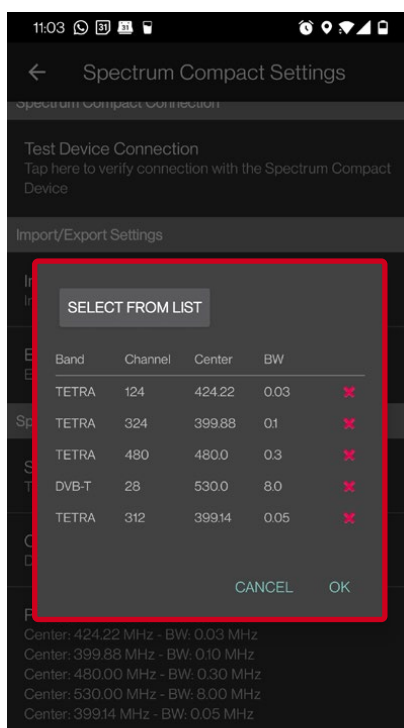 11:03
Spectrum Compact Settings
Spectrum Compact Connection
Test Device Connection
Tap here to verify connection with the Spectrum Compact
Device
Import/Export Settings
SELECT FROM LIST
Band Channel Center BW
TETRA 124 424.22 0.03
TETRA 324 399.88 0.1
TETRA 480 480.0 0.3
DVB-T 28 530.0 8.0
TETRA 312 399.14 0.05
CANCEL OK
Center: 424.22 MHz - BW: 0.03 MHz
Center: 399.88 MHz - BW: 0.10 MHz
Center: 480.00 MHz - BW: 0.30 MHz
Center: 530.00 MHz - BW: 8.00 MHz
Center: 399.14 MHz - BW: 0.05 MHz